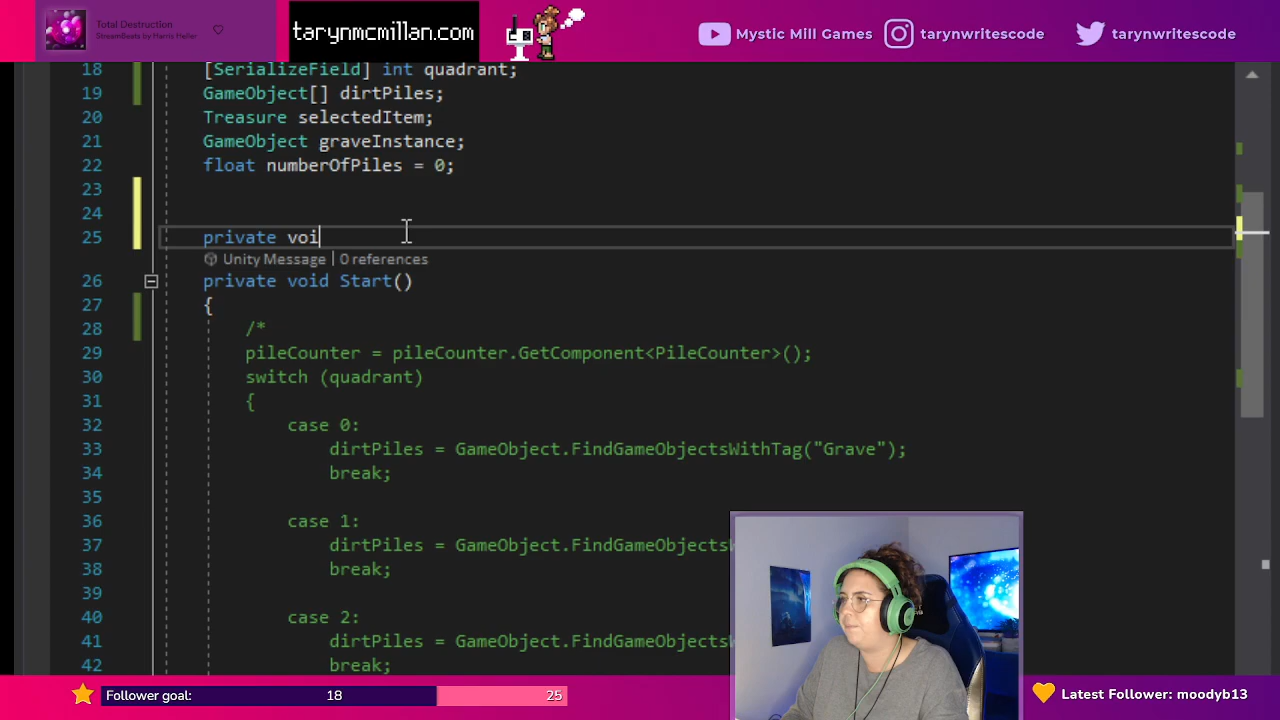 Total Destruction
StreamBeats by Harris Heller
tarynmcmillan.com
Mystic Mill Games
tarynwritescode
tarynwritescode
18 [SerializeField] int quadrant;
19 GameObject[] dirtPiles;
20 Treasure selectedItem;
21 GameObject graveInstance;
22 float numberOfPiles = 0;
23
24
25 private voi
Unity Message | 0 references
26 private void Start()
27 {
28 /*
29 pileCounter = pileCounter.GetComponent<PileCounter>();
30 switch (quadrant)
31 {
32 case 0:
33 dirtPiles = GameObject.FindGameObjectsWithTag("Grave");
34 break;
35
36 case 1:
37 dirtPiles = GameObject.FindGameObjectsW
38 break;
39
40 case 2:
41 dirtPiles = GameObject.FindGameObjectsW
42 break;
Follower goal: 18 25
Latest Follower: moodyb13